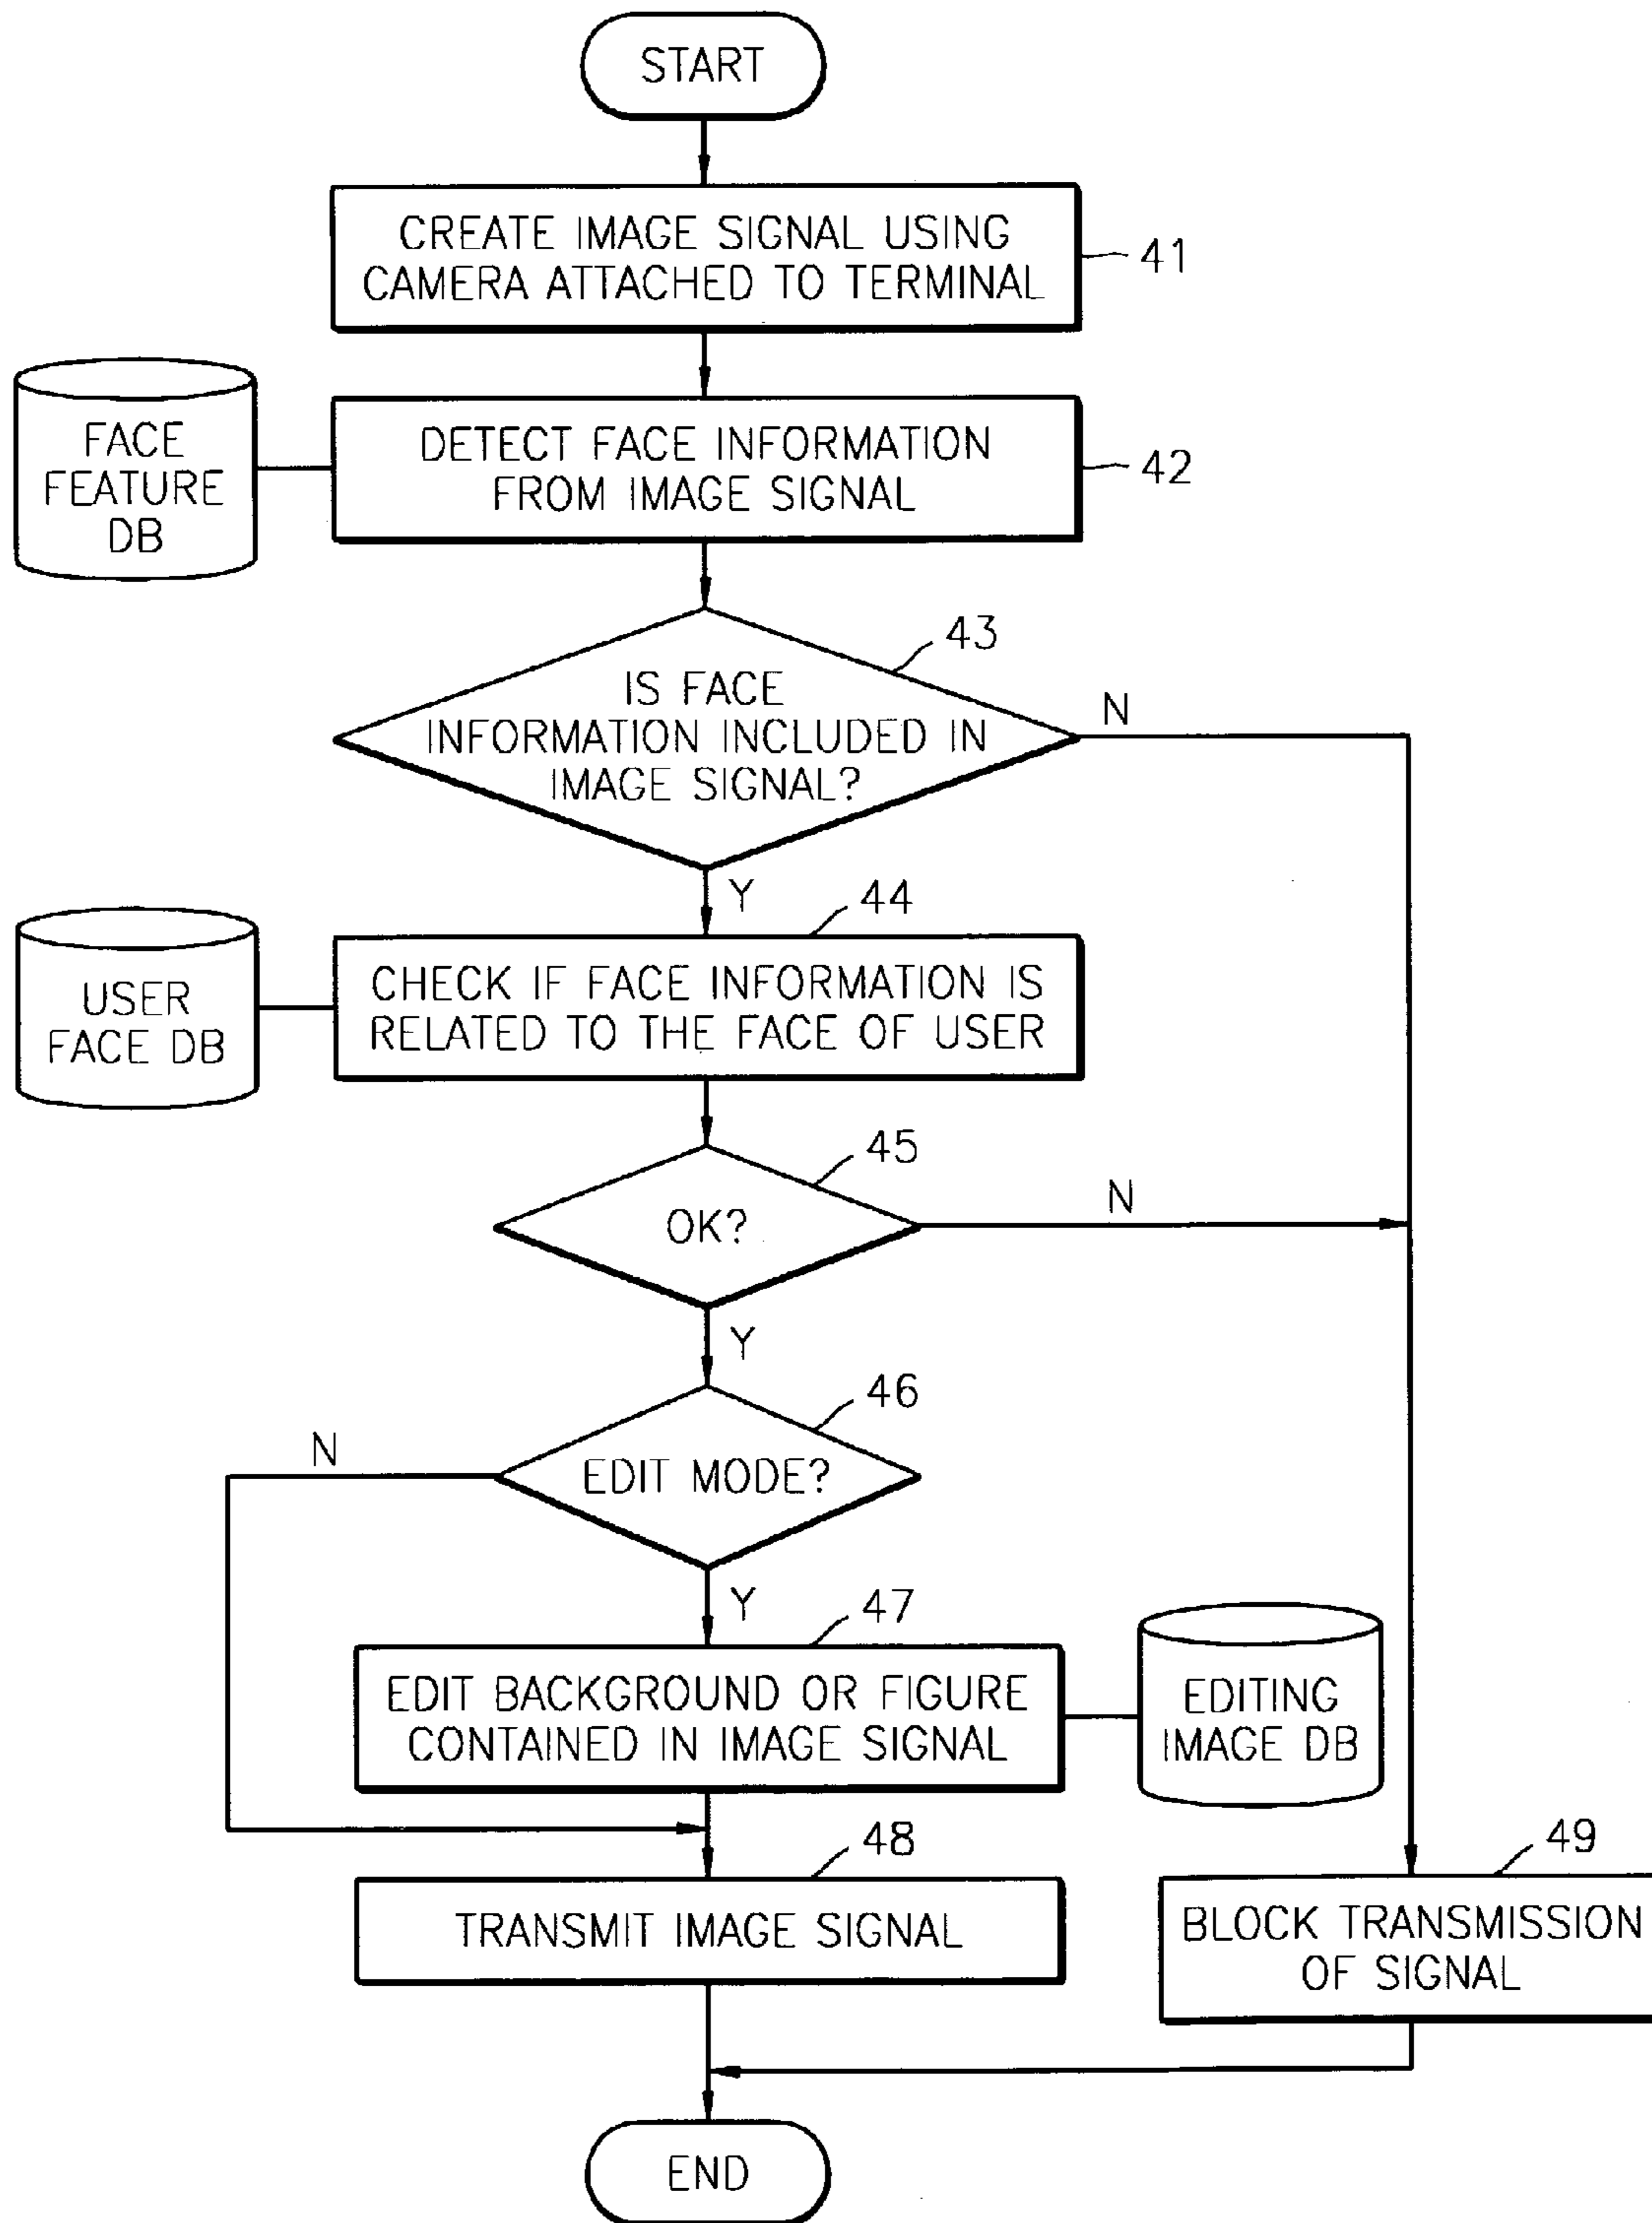 START
CREATE IMAGE SIGNAL USING
CAMERA ATTACHED TO TERMINAL
41
FACE
FEATURE
DB
DETECT FACE INFORMATION
FROM IMAGE SIGNAL
42
43
IS FACE
INFORMATION INCLUDED IN
IMAGE SIGNAL?
N
Y
44
USER
FACE DB
CHECK IF FACE INFORMATION IS
RELATED TO THE FACE OF USER
45
OK?
N
Y
46
N
EDIT MODE?
Y
47
EDIT BACKGROUND OR FIGURE
CONTAINED IN IMAGE SIGNAL
EDITING
IMAGE DB
48
TRANSMIT IMAGE SIGNAL
49
BLOCK TRANSMISSION
OF SIGNAL
END